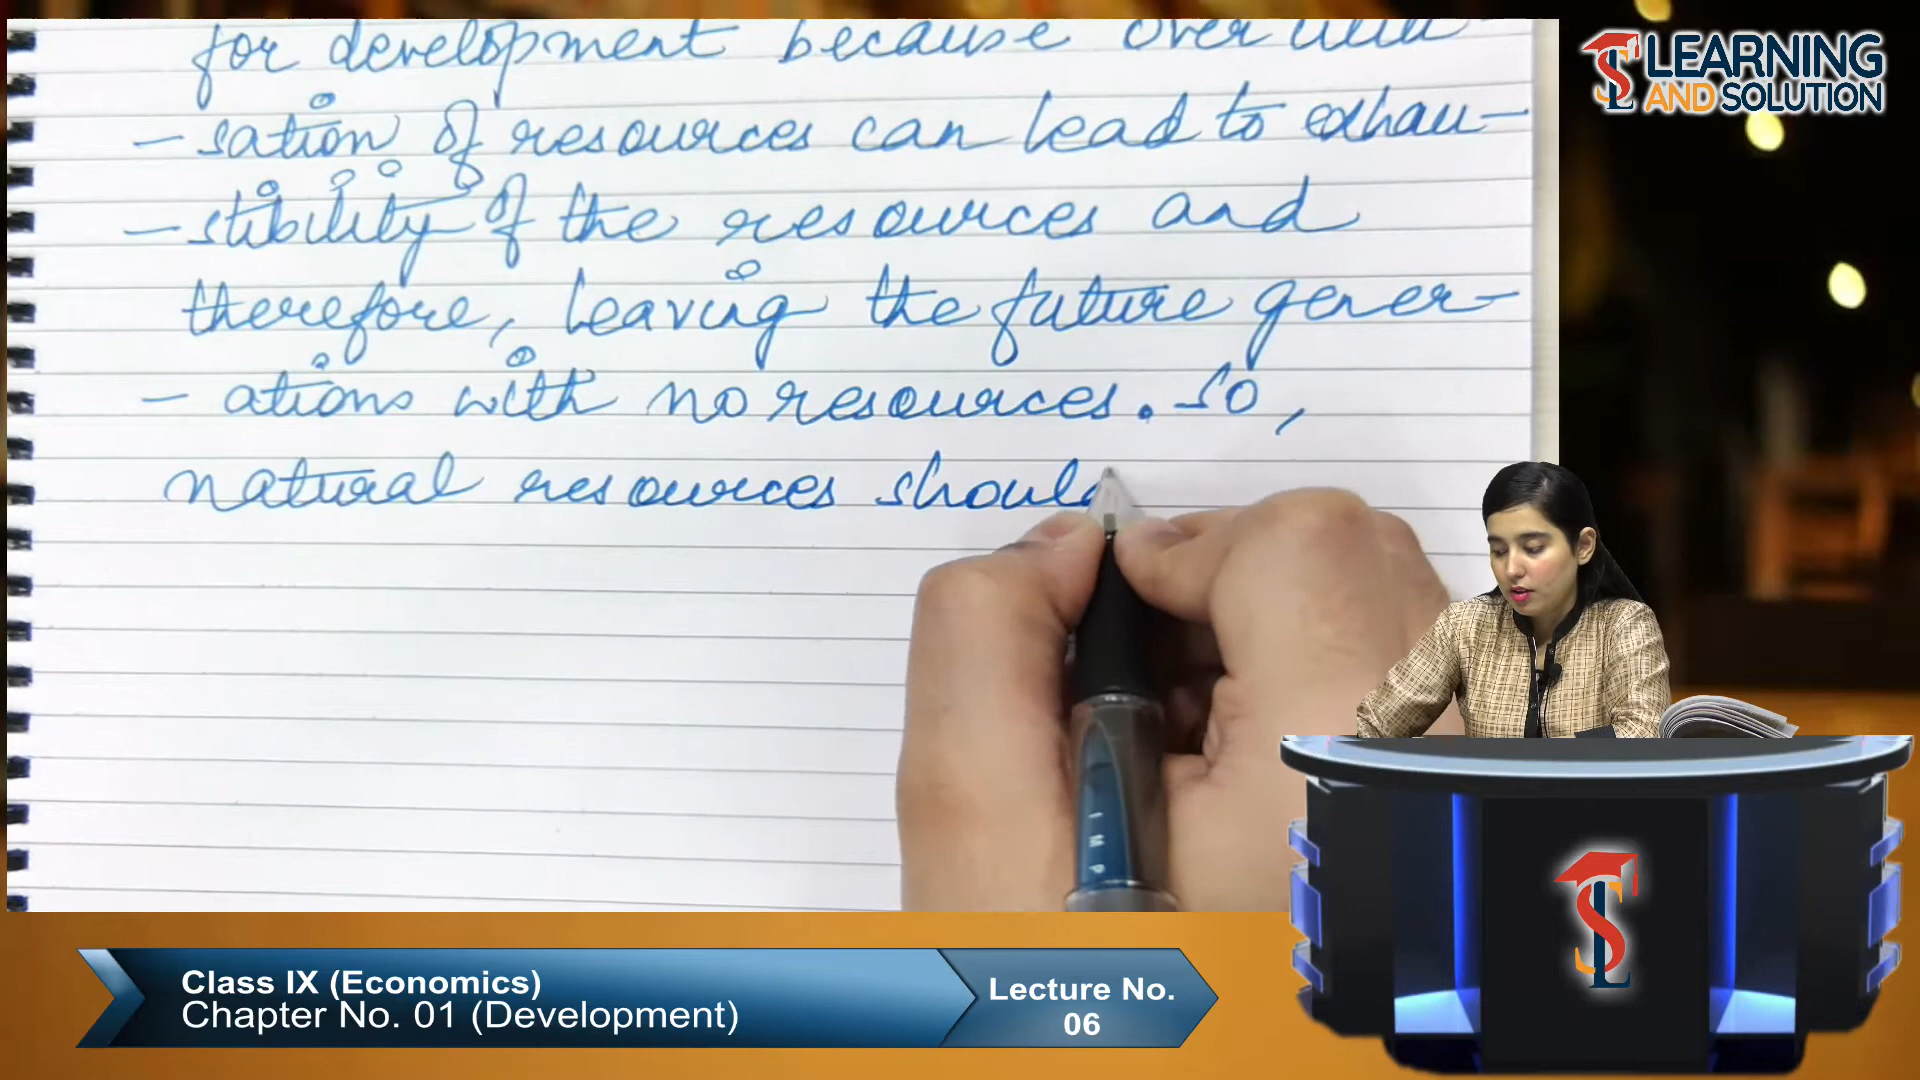 for development because over utili
- sation of resources can lead to exhau-
- stibility of the resources and
therefore, leaving the future gener-
- ations with no resources. So,
natural resources should
LEARNING
AND SOLUTION
IMP
Class IX (Economics)
Chapter No. 01 (Development)
Lecture No.
06